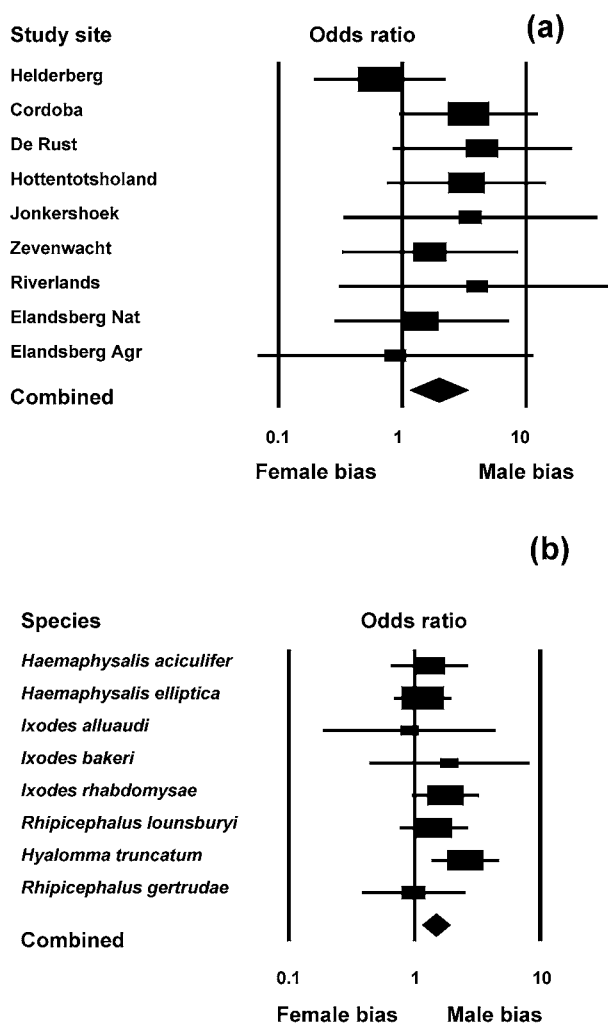 (a)
Study site Odds ratio
Helderberg
Cordoba
De Rust
Hottentotsholand
Jonkershoek
Zevenwacht
Riverlands
Elandsberg Nat
Elandsberg Agr
Combined
0.1 1 10
Female bias Male bias
(b)
Species Odds ratio
Haemaphysalis aciculifer
Haemaphysalis elliptica
Ixodes alluaudi
Ixodes bakeri
Ixodes rhabdomysae
Rhipicephalus lounsburyi
Hyalomma truncatum
Rhipicephalus gertrudae
Combined
0.1 1 10
Female bias Male bias